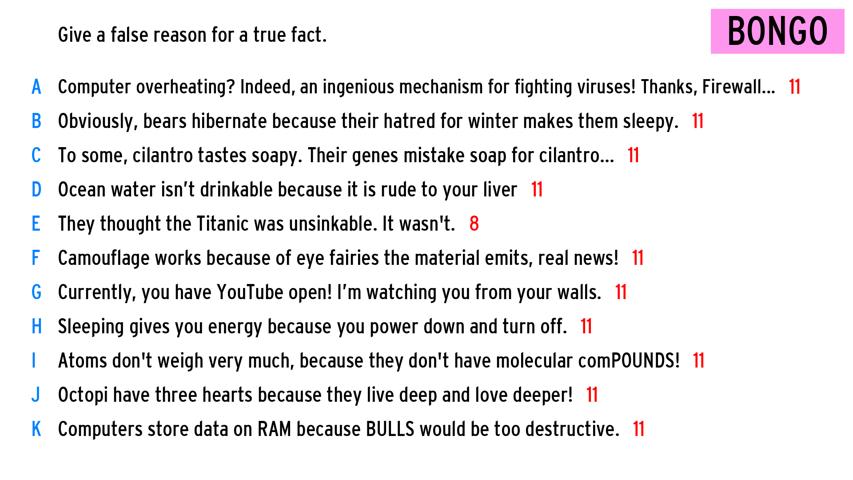 Give a false reason for a true fact.
BONGO
A Computer overheating? Indeed, an ingenious mechanism for fighting viruses! Thanks, Firewall... 11
B Obviously, bears hibernate because their hatred for winter makes them sleepy. 11
C To some, cilantro tastes soapy. Their genes mistake soap for cilantro... 11
D Ocean water isn’t drinkable because it is rude to your liver 11
E They thought the Titanic was unsinkable. It wasn't. 8
F Camouflage works because of eye fairies the material emits, real news! 11
G Currently, you have YouTube open! I’m watching you from your walls. 11
H Sleeping gives you energy because you power down and turn off. 11
I Atoms don't weigh very much, because they don't have molecular comPOUNDS! 11
J Octopi have three hearts because they live deep and love deeper! 11
K Computers store data on RAM because BULLS would be too destructive. 11